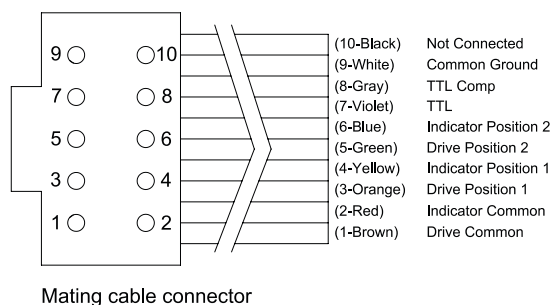 9 10
7 8
5 6
3 4
1 2
(10-Black) Not Connected
(9-White) Common Ground
(8-Gray) TTL Comp
(7-Violet) TTL
(6-Blue) Indicator Position 2
(5-Green) Drive Position 2
(4-Yellow) Indicator Position 1
(3-Orange) Drive Position 1
(2-Red) Indicator Common
(1-Brown) Drive Common
Mating cable connector